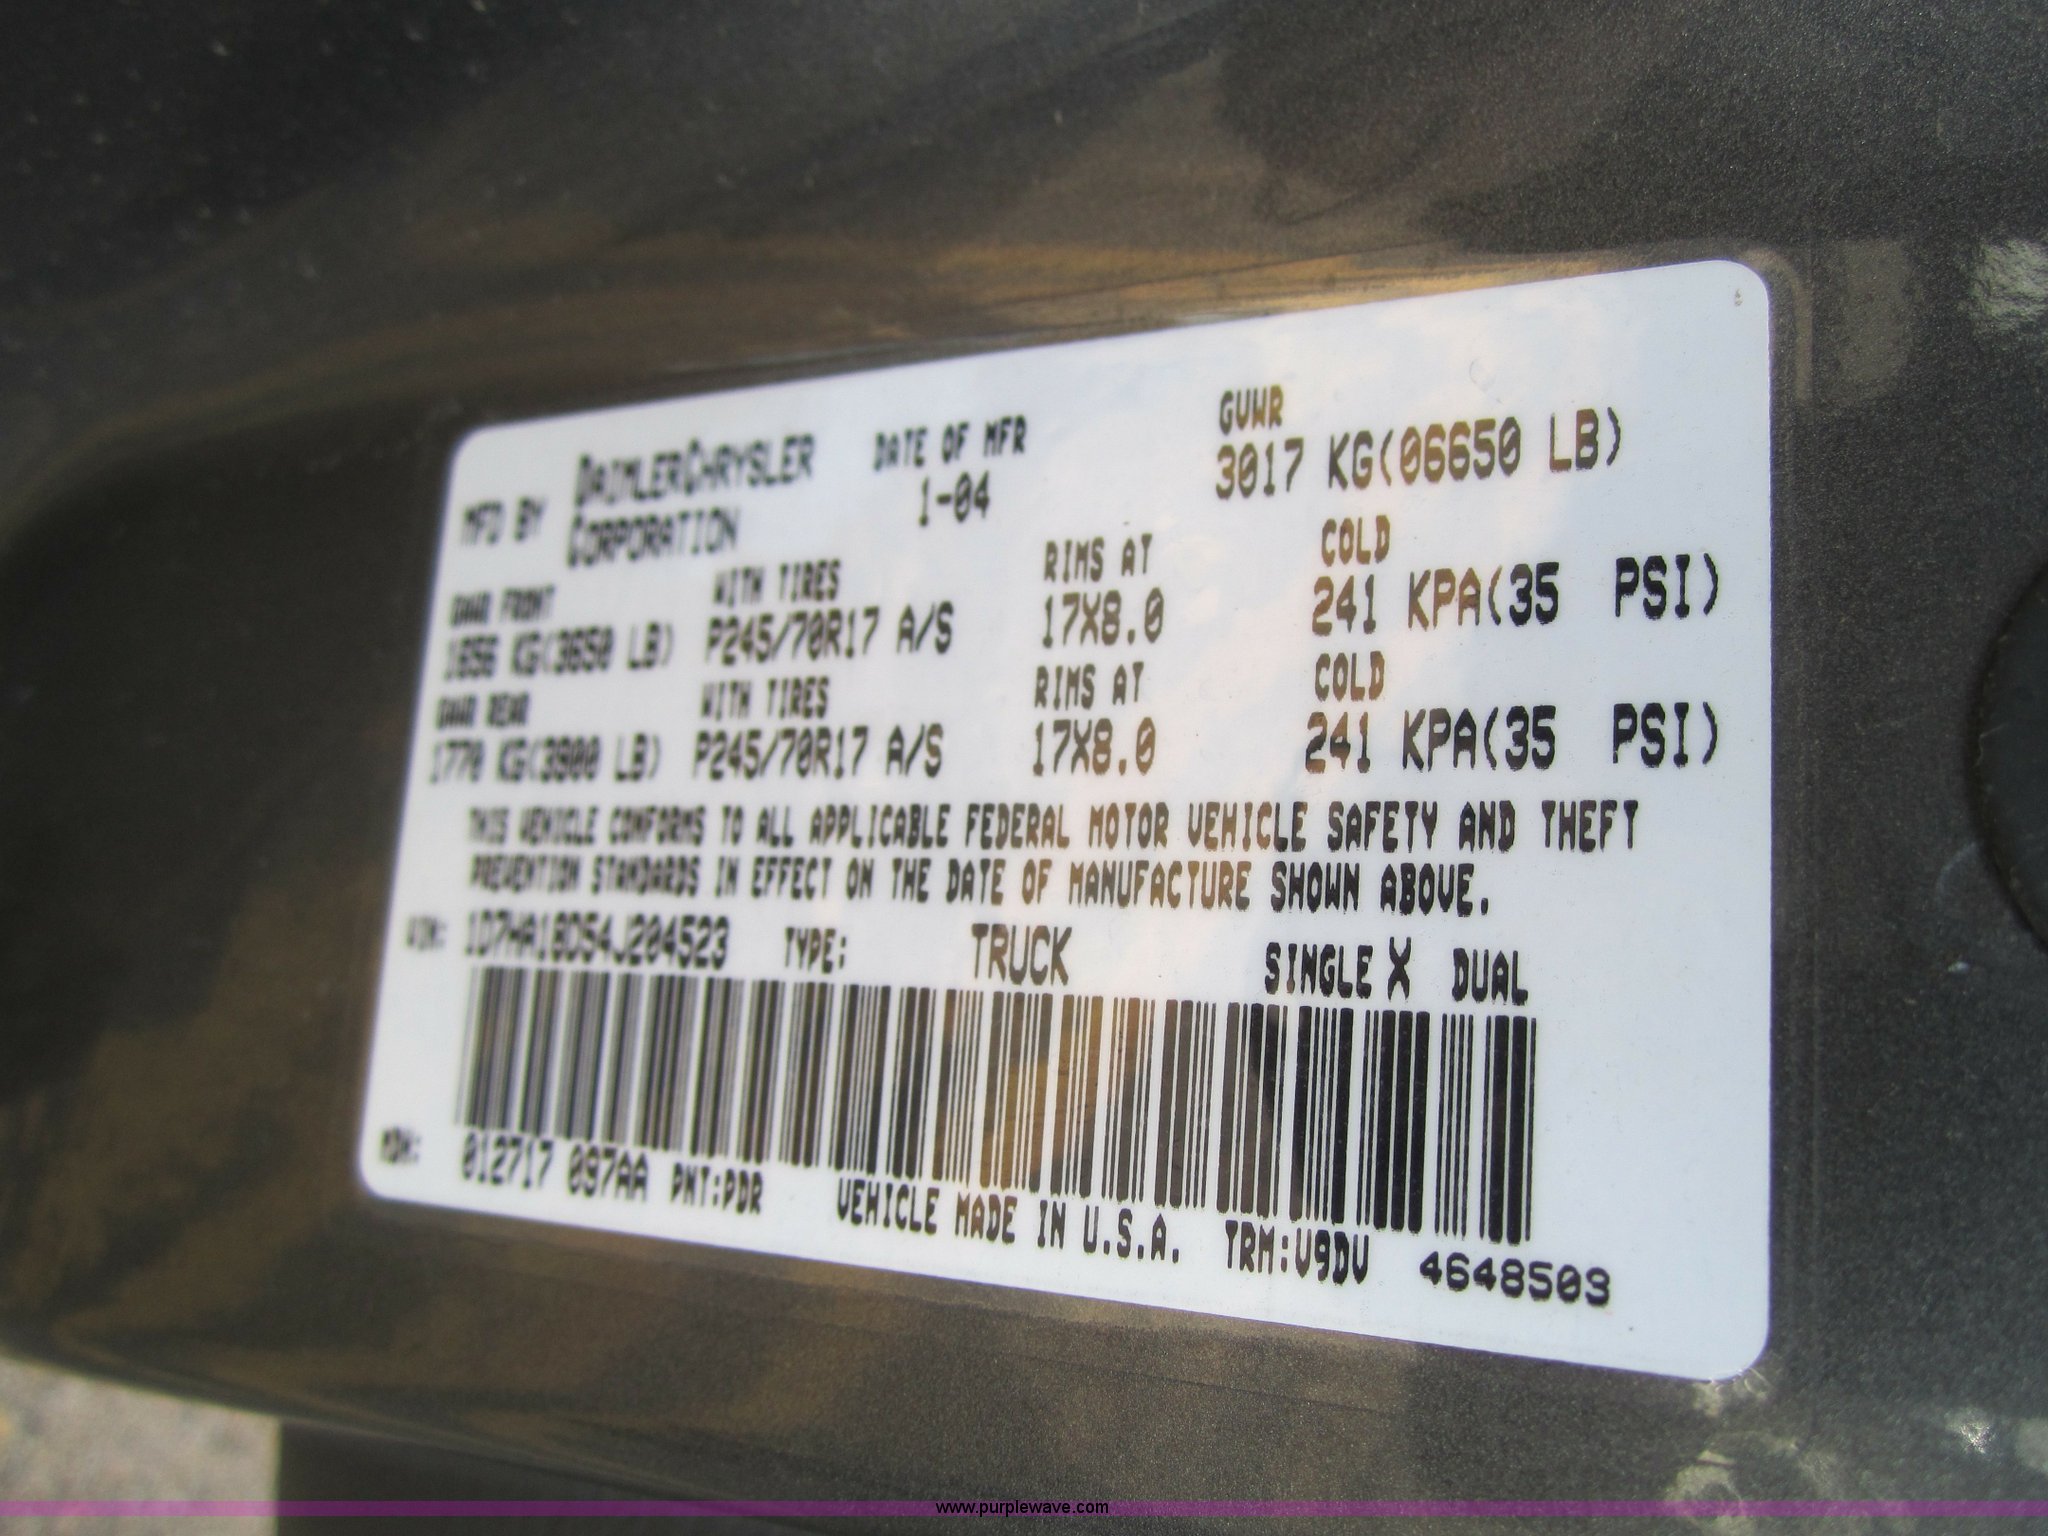 MFD BY DAIMLERCHRYSLER CORPORATION DATE OF MFR 1-04 GVWR 3017 KG(06650 LB)
GAWR FRONT WITH TIRES RIMS AT COLD
1656 KG(3650 LB) P245/70R17 A/S 17X8.0 241 KPA(35 PSI)
GAWR REAR WITH TIRES RIMS AT COLD
1770 KG(3900 LB) P245/70R17 A/S 17X8.0 241 KPA(35 PSI)
THIS VEHICLE CONFORMS TO ALL APPLICABLE FEDERAL MOTOR VEHICLE SAFETY AND THEFT
PREVENTION STANDARDS IN EFFECT ON THE DATE OF MANUFACTURE SHOWN ABOVE.
VIN: 1D7HA18D54J204523 TYPE: TRUCK SINGLE X DUAL
MDH: 012717 097AA PNT:PDR VEHICLE MADE IN U.S.A. TRM:V9DV 4648503
www.purplewave.com